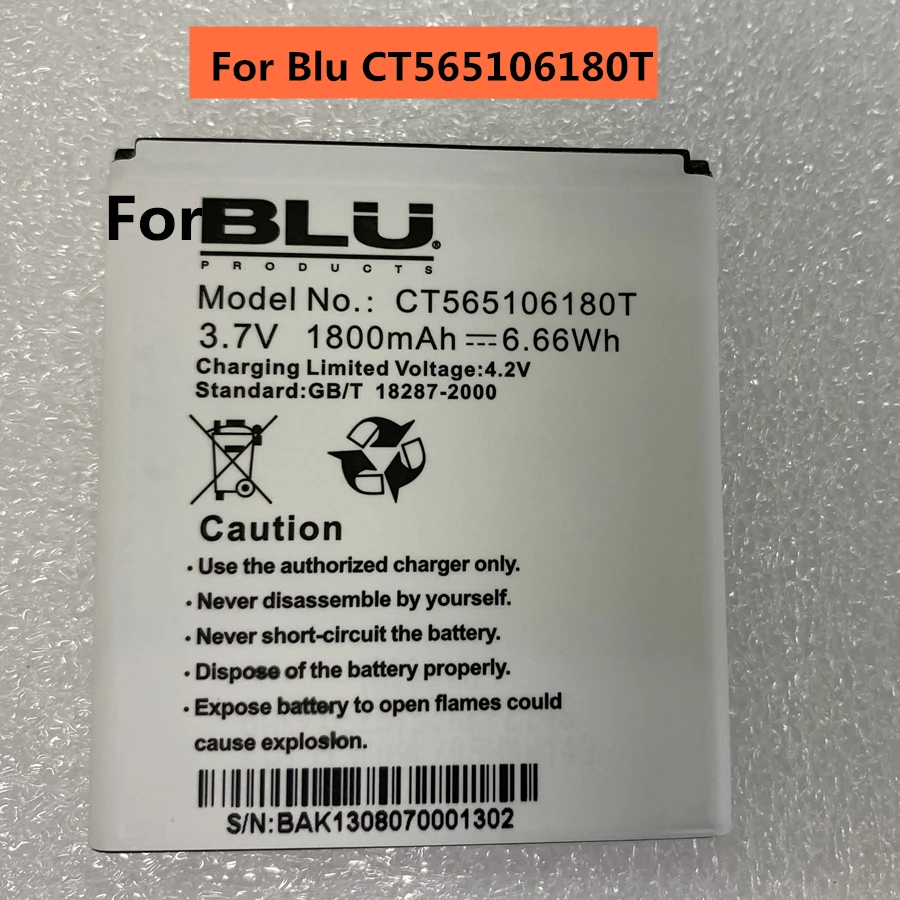 For Blu CT565106180T
ForBLU®
PRODUCTS
Model No.: CT565106180T
3.7V 1800mAh⎓6.66Wh
Charging Limited Voltage:4.2V
Standard:GB/T 18287-2000
Caution
·Use the authorized charger only.
·Never disassemble by yourself.
·Never short-circuit the battery.
·Dispose of the battery properly.
·Expose battery to open flames could
cause explosion.
S/N:BAK1308070001302